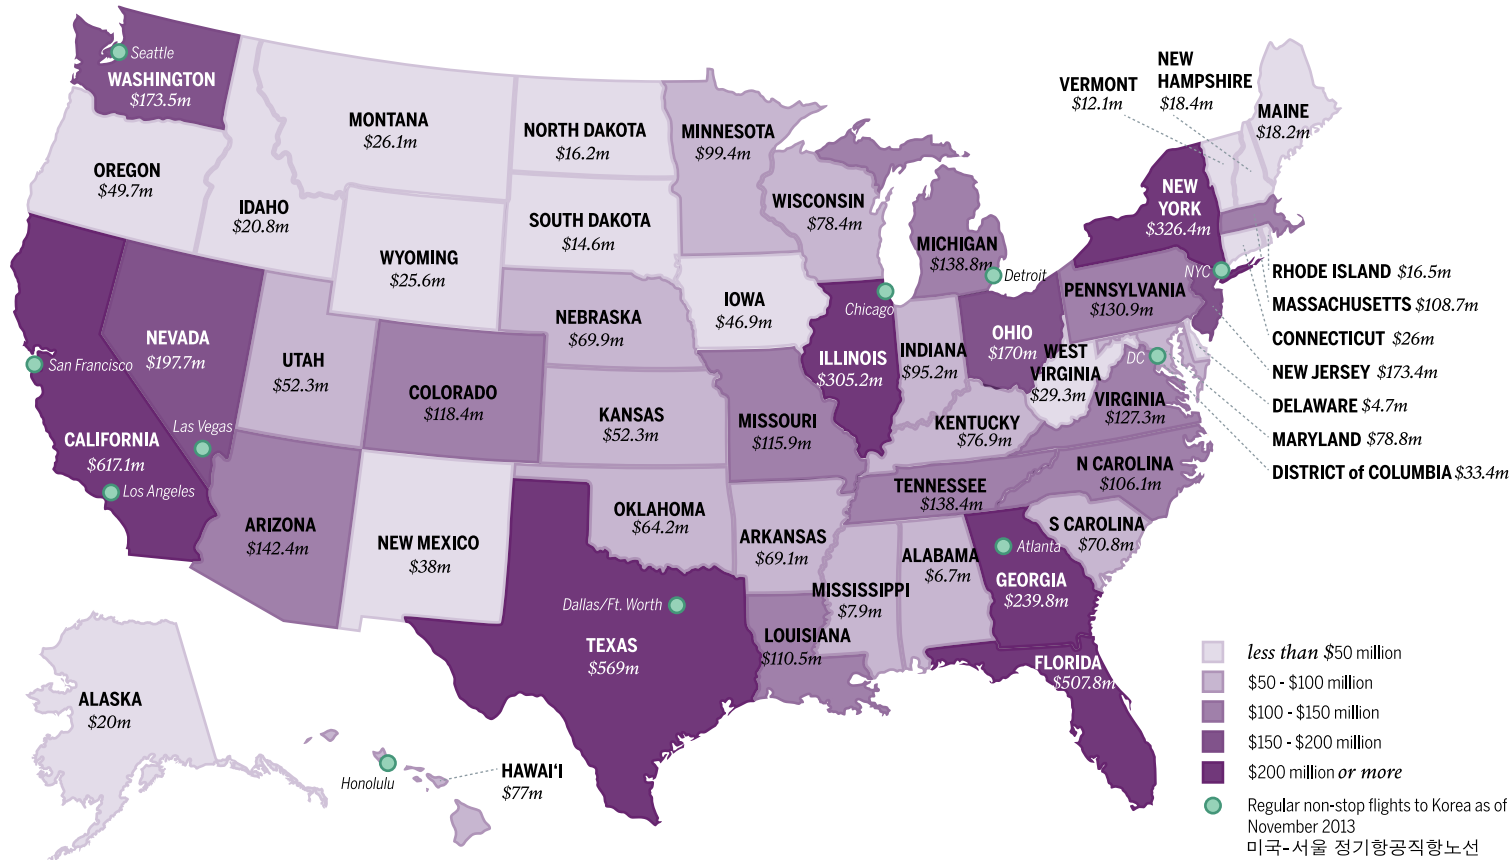 Seattle
WASHINGTON
$173.5m
OREGON
$49.7m
IDAHO
$20.8m
MONTANA
$26.1m
WYOMING
$25.6m
NORTH DAKOTA
$16.2m
SOUTH DAKOTA
$14.6m
MINNESOTA
$99.4m
WISCONSIN
$78.4m
MICHIGAN
$138.8m
Detroit
VERMONT
$12.1m
NEW
HAMPSHIRE
$18.4m
MAINE
$18.2m
NEW
YORK
$326.4m
NYC
RHODE ISLAND $16.5m
MASSACHUSETTS $108.7m
CONNECTICUT $26m
NEW JERSEY $173.4m
DELAWARE $4.7m
MARYLAND $78.8m
DISTRICT of COLUMBIA $33.4m
PENNSYLVANIA
$130.9m
DC
NEVADA
$197.7m
Las Vegas
San Francisco
CALIFORNIA
$617.1m
Los Angeles
UTAH
$52.3m
COLORADO
$118.4m
NEBRASKA
$69.9m
KANSAS
$52.3m
IOWA
$46.9m
Chicago
ILLINOIS
$305.2m
INDIANA
$95.2m
OHIO
$170m
WEST
VIRGINIA
$29.3m
VIRGINIA
$127.3m
KENTUCKY
$76.9m
MISSOURI
$115.9m
TENNESSEE
$138.4m
N CAROLINA
$106.1m
S CAROLINA
$70.8m
ARIZONA
$142.4m
NEW MEXICO
$38m
OKLAHOMA
$64.2m
ARKANSAS
$69.1m
MISSISSIPPI
$7.9m
ALABAMA
$6.7m
Atlanta
GEORGIA
$239.8m
Dallas/Ft. Worth
TEXAS
$569m
LOUISIANA
$110.5m
FLORIDA
$507.8m
ALASKA
$20m
Honolulu
HAWAI‘I
$77m
less than $50 million
$50 - $100 million
$100 - $150 million
$150 - $200 million
$200 million or more
Regular non-stop flights to Korea as of
November 2013
미국-서울 정기항공직항노선